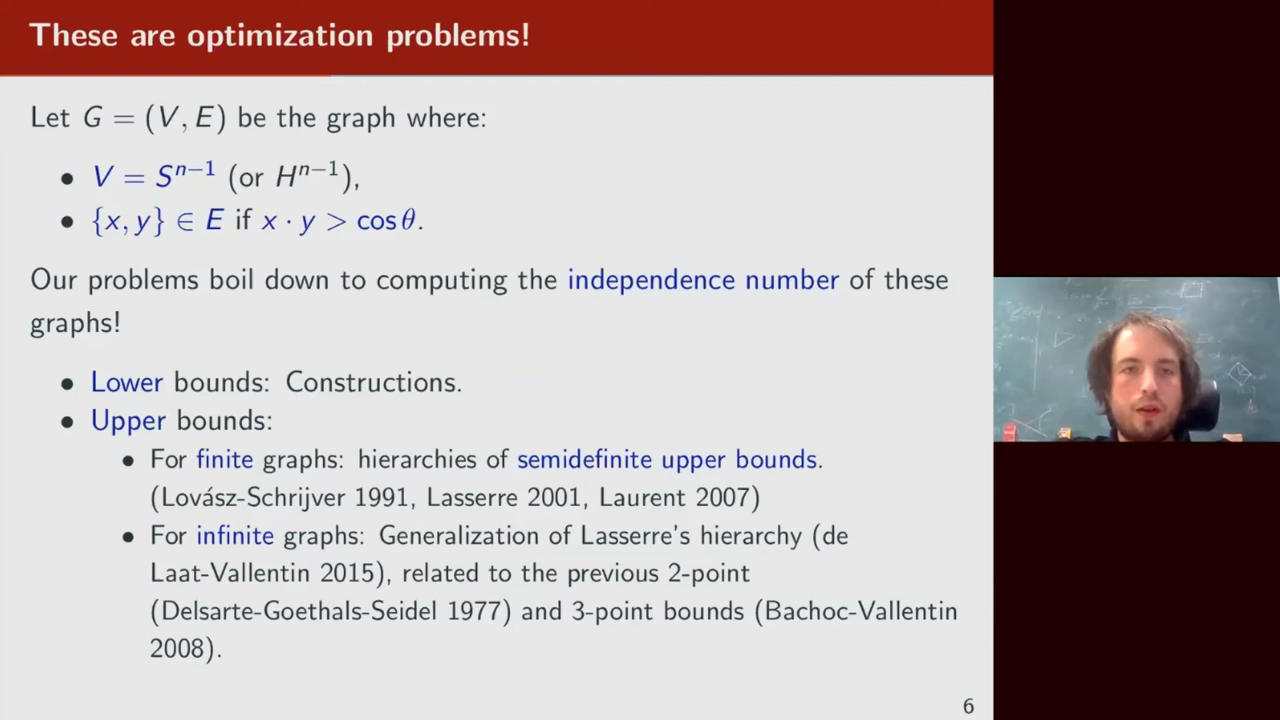 These are optimization problems!
Let G = (V, E) be the graph where:
• V = Sⁿ⁻¹ (or Hⁿ⁻¹),
• {x, y} ∈ E if x · y > cos θ.
Our problems boil down to computing the independence number of these
graphs!
• Lower bounds: Constructions.
• Upper bounds:
• For finite graphs: hierarchies of semidefinite upper bounds.
(Lovász-Schrijver 1991, Lasserre 2001, Laurent 2007)
• For infinite graphs: Generalization of Lasserre's hierarchy (de
Laat-Vallentin 2015), related to the previous 2-point
(Delsarte-Goethals-Seidel 1977) and 3-point bounds (Bachoc-Vallentin
2008).
6